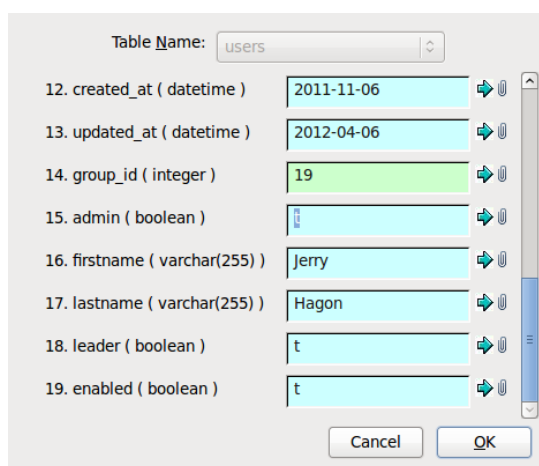 Table Name: users
12. created_at ( datetime ) 2011-11-06
13. updated_at ( datetime ) 2012-04-06
14. group_id ( integer ) 19
15. admin ( boolean ) t
16. firstname ( varchar(255) ) Jerry
17. lastname ( varchar(255) ) Hagon
18. leader ( boolean ) t
19. enabled ( boolean ) t
Cancel OK